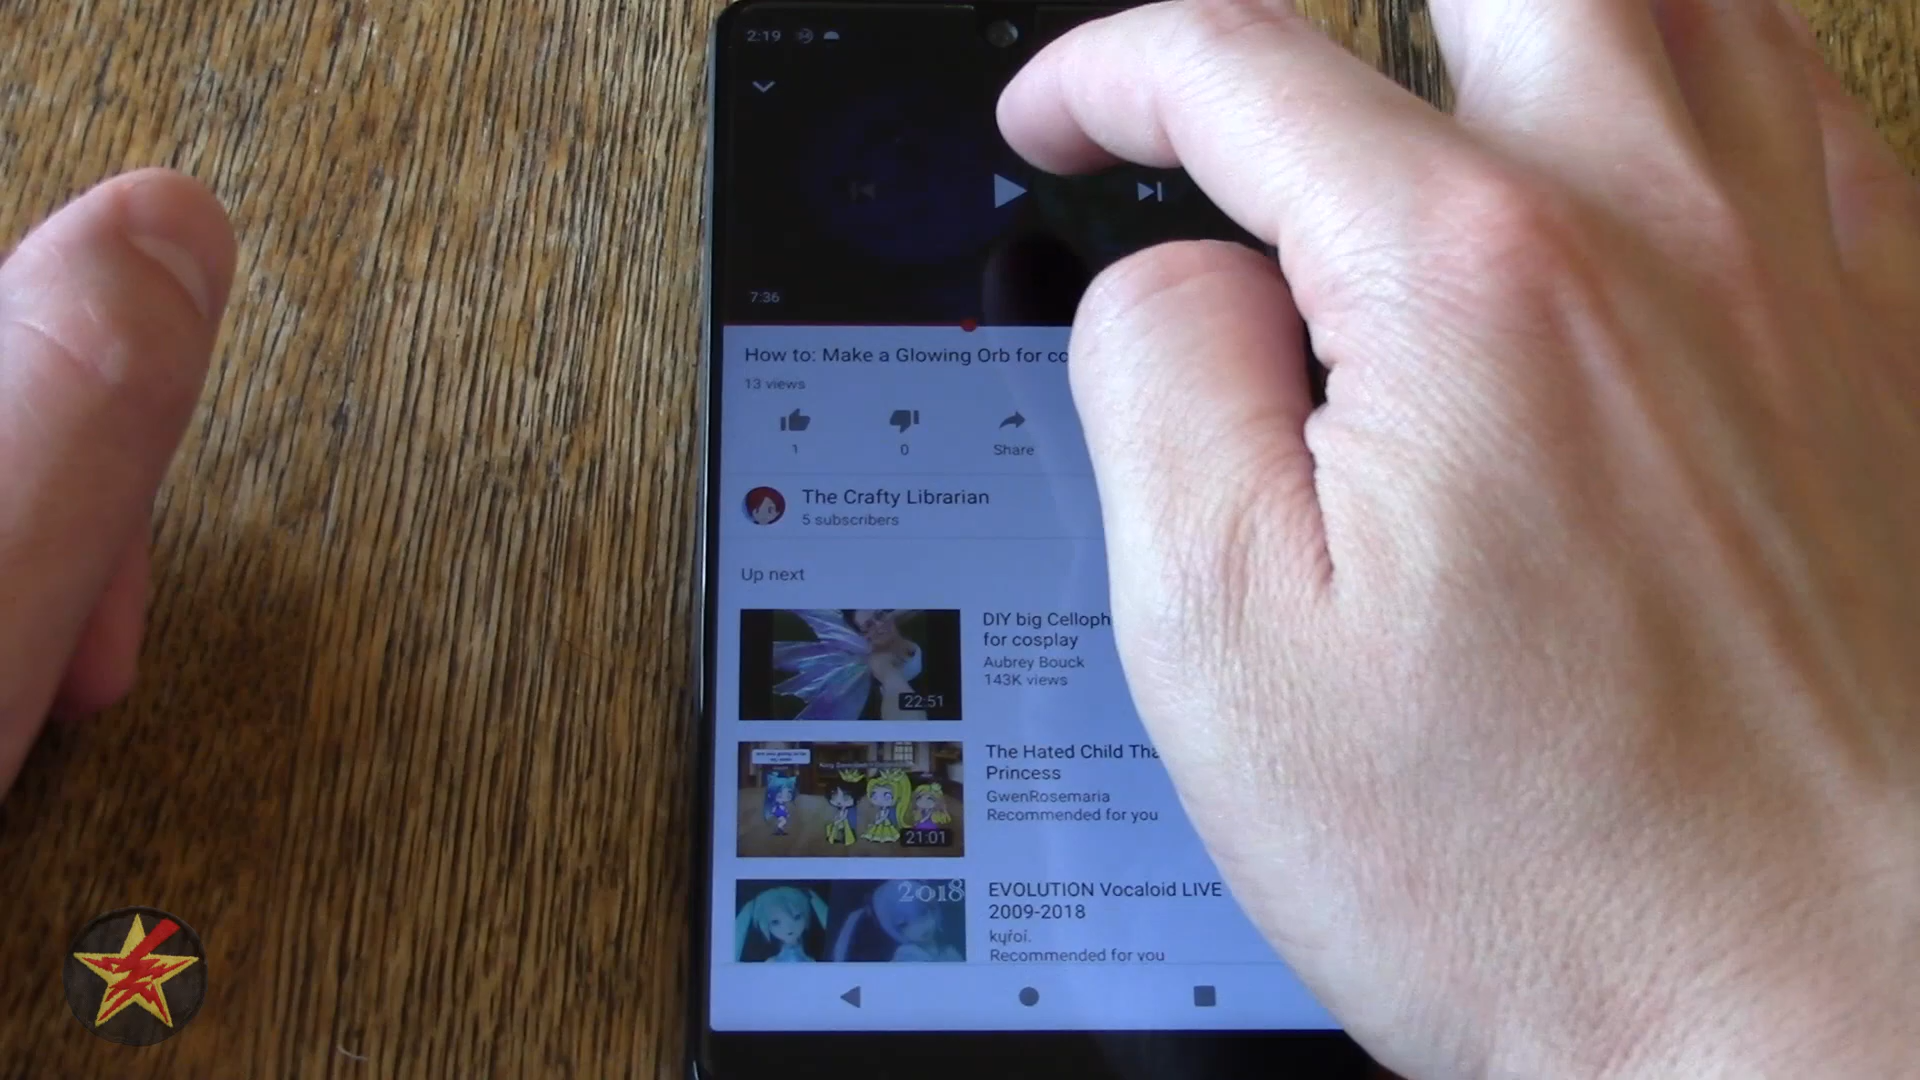 2:19
7:36
How to: Make a Glowing Orb for co
13 views
1
0
Share
The Crafty Librarian
5 subscribers
Up next
DIY big Celloph
for cosplay
Aubrey Bouck
143K views
22:51
The Hated Child Tha
Princess
GwenRosemaria
Recommended for you
21:01
2018
EVOLUTION Vocaloid LIVE
2009-2018
kყŕoí.
Recommended for you